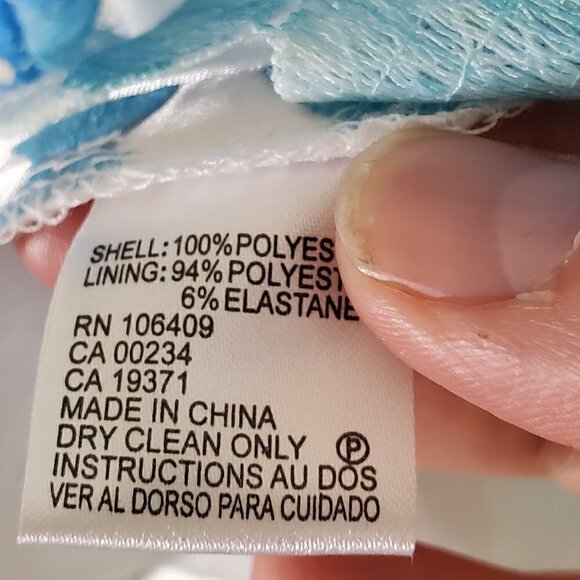 SHELL: 100% POLYES
LINING: 94% POLYEST
6% ELASTANE
RN 106409
CA 00234
CA 19371
MADE IN CHINA
DRY CLEAN ONLY Ⓟ
INSTRUCTIONS AU DOS
VER AL DORSO PARA CUIDADO